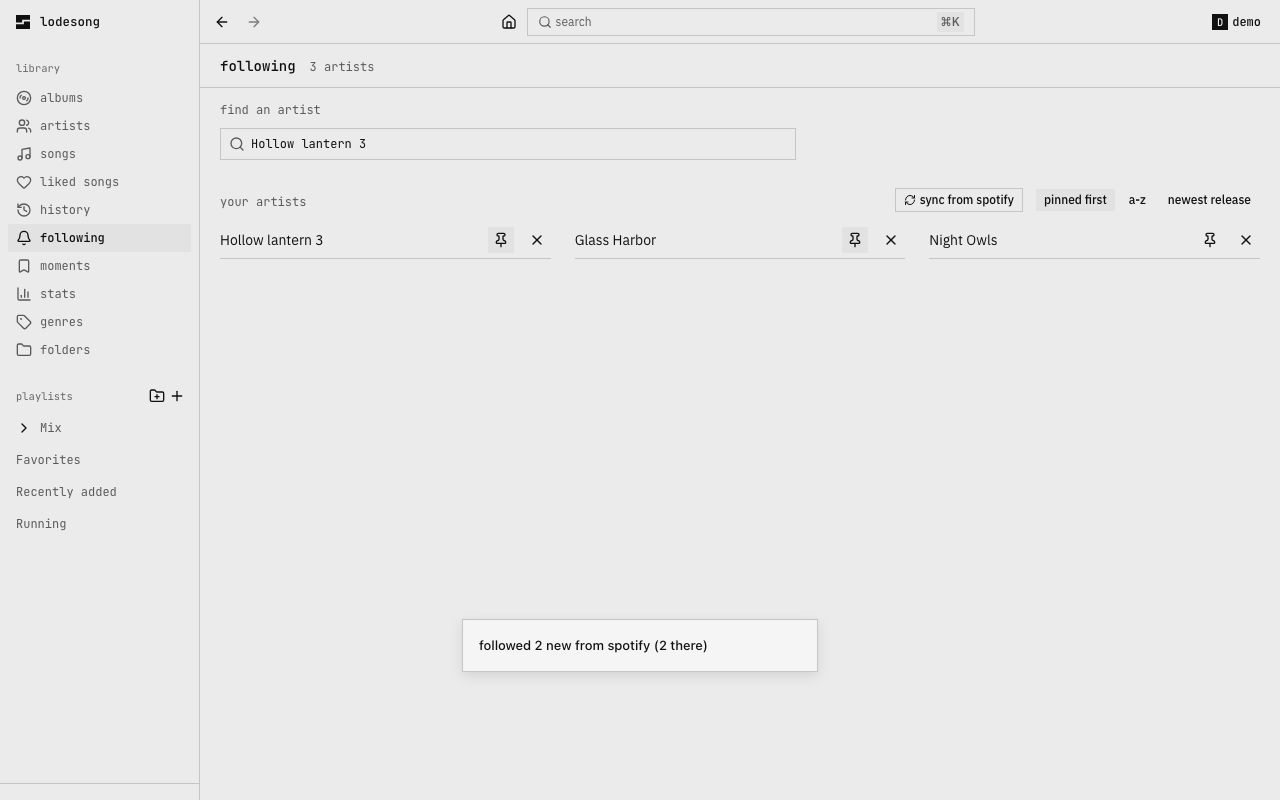 lodesong
search
⌘K
D
demo
library
albums
artists
songs
liked songs
history
following
moments
stats
genres
folders
playlists
Mix
Favorites
Recently added
Running
following 3 artists
find an artist
Hollow lantern 3
your artists
sync from spotify
pinned first
a-z
newest release
Hollow lantern 3
Glass Harbor
Night Owls
followed 2 new from spotify (2 there)